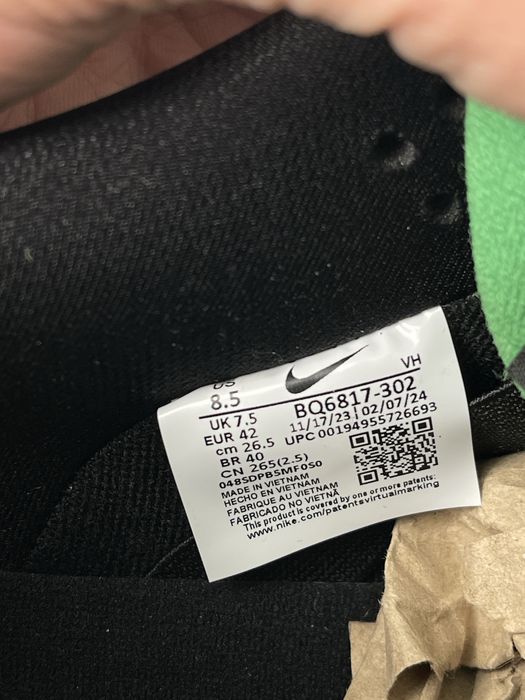 US
8.5
VH
UK 7.5
BQ6817-302
EUR 42
11/17/23 | 02/07/24
cm 26.5
UPC 00194955726693
BR 40
CN 265(2.5)
048SDPBSMF0S0
MADE IN VIETNAM
HECHO EN VIETNAM
FABRIQUE AU VIETNAM
FABRICADO NO VIETNÃ
This product is covered by one or more patents:
www.nike.com/patentsvirtualmarking